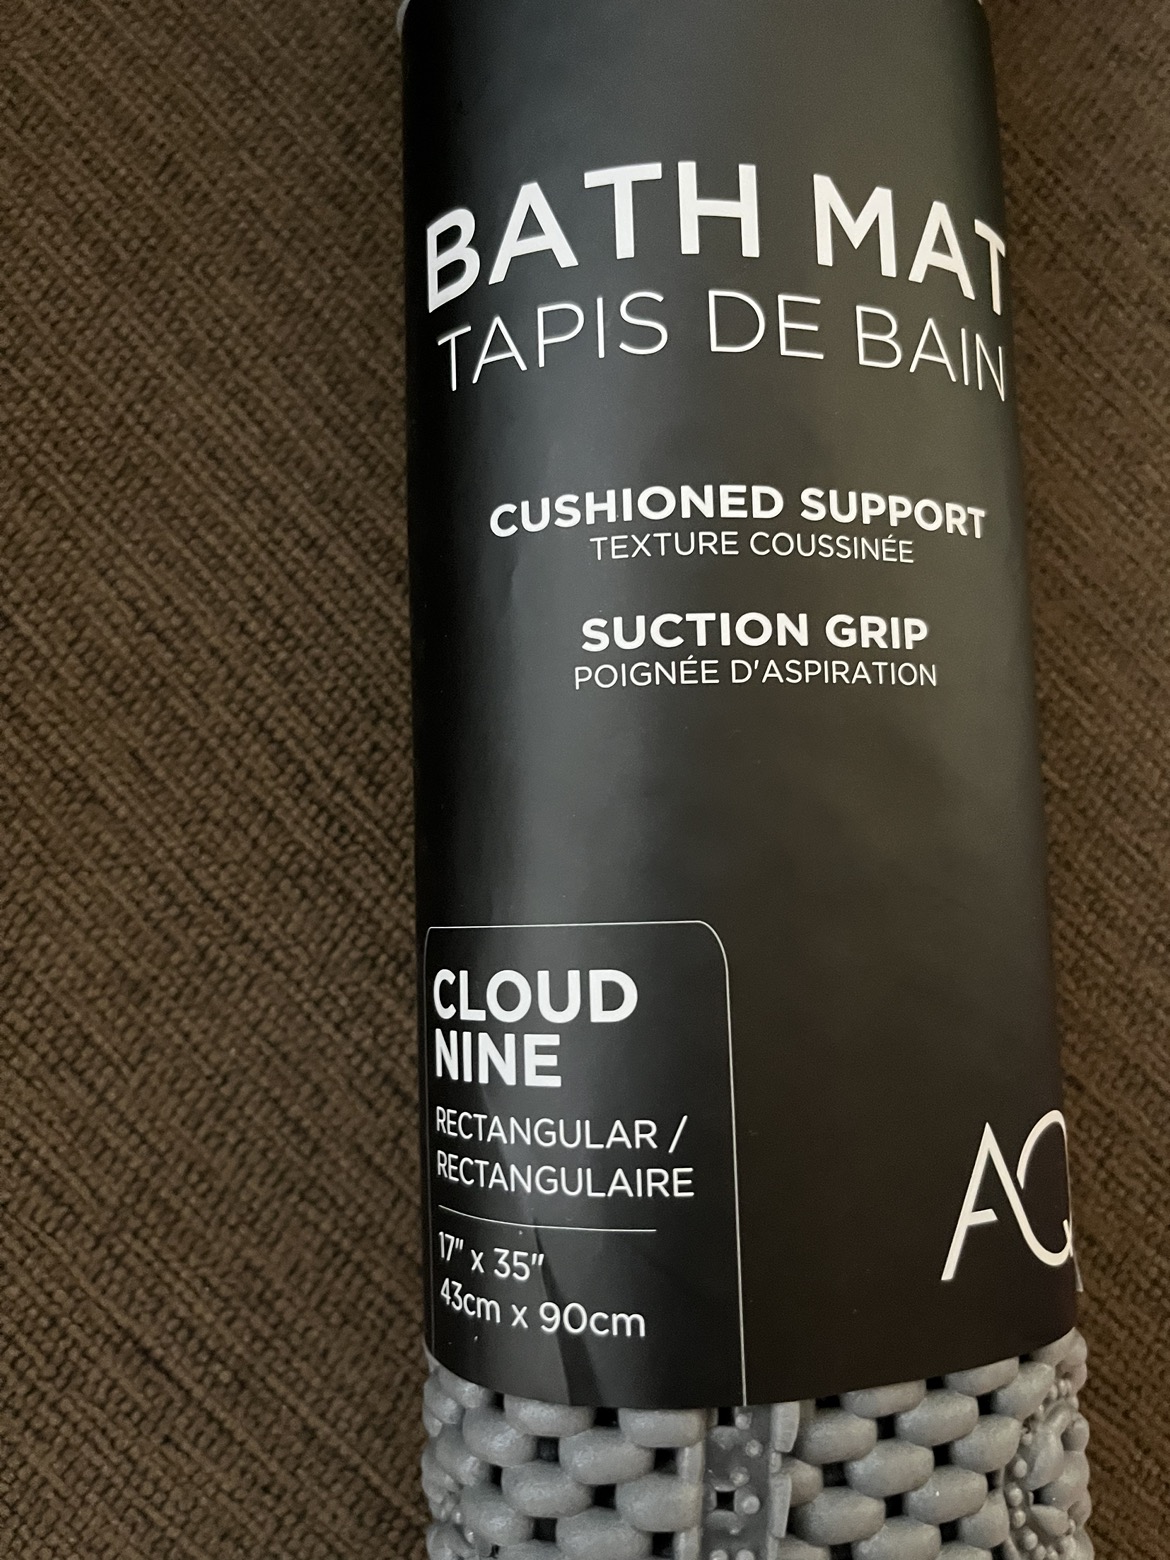 BATH MAT
TAPIS DE BAIN
CUSHIONED SUPPORT
TEXTURE COUSSINÉE
SUCTION GRIP
POIGNÉE D'ASPIRATION
CLOUD
NINE
RECTANGULAR /
RECTANGULAIRE
17" x 35"
43cm x 90cm